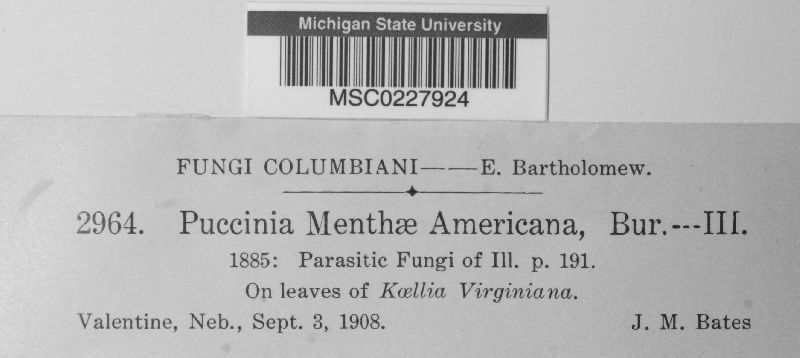 Michigan State University
MSC0227924
FUNGI COLUMBIANI——E. Bartholomew.
2964. Puccinia Menthæ Americana, Bur.---III.
1885: Parasitic Fungi of Ill. p. 191.
On leaves of Kœllia Virginiana.
Valentine, Neb., Sept. 3, 1908. J. M. Bates